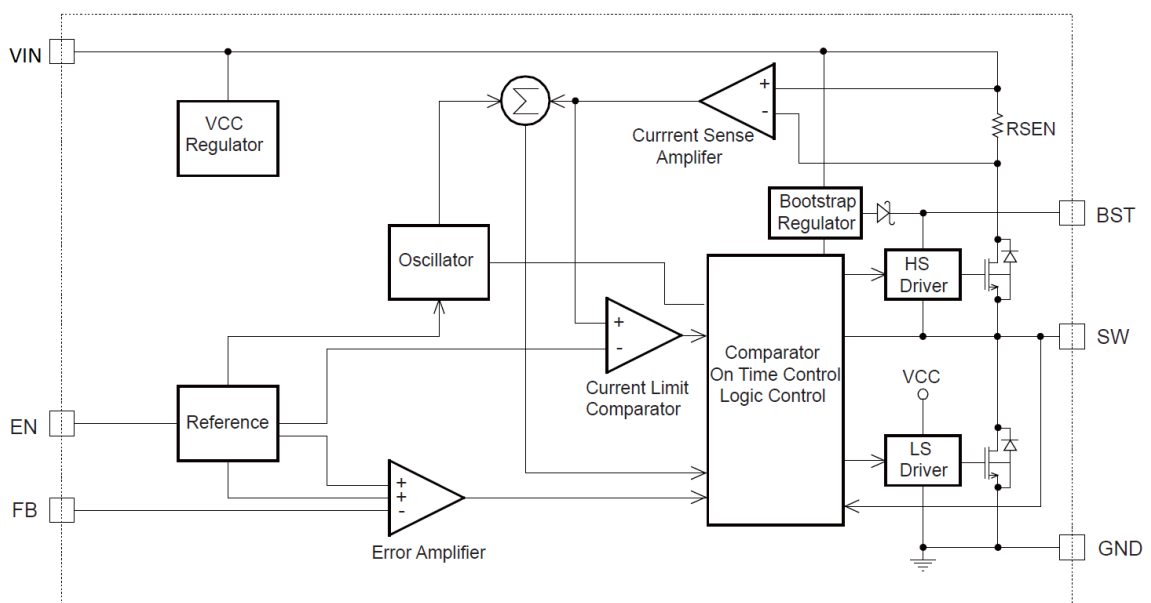 VIN
VCC
Regulator
Σ
+
-
Currrent Sense
Amplifer
RSEN
Bootstrap
Regulator
BST
Oscillator
HS
Driver
+
-
Current Limit
Comparator
Comparator
On Time Control
Logic Control
SW
VCC
EN
Reference
LS
Driver
FB
+
+
-
Error Amplifier
GND